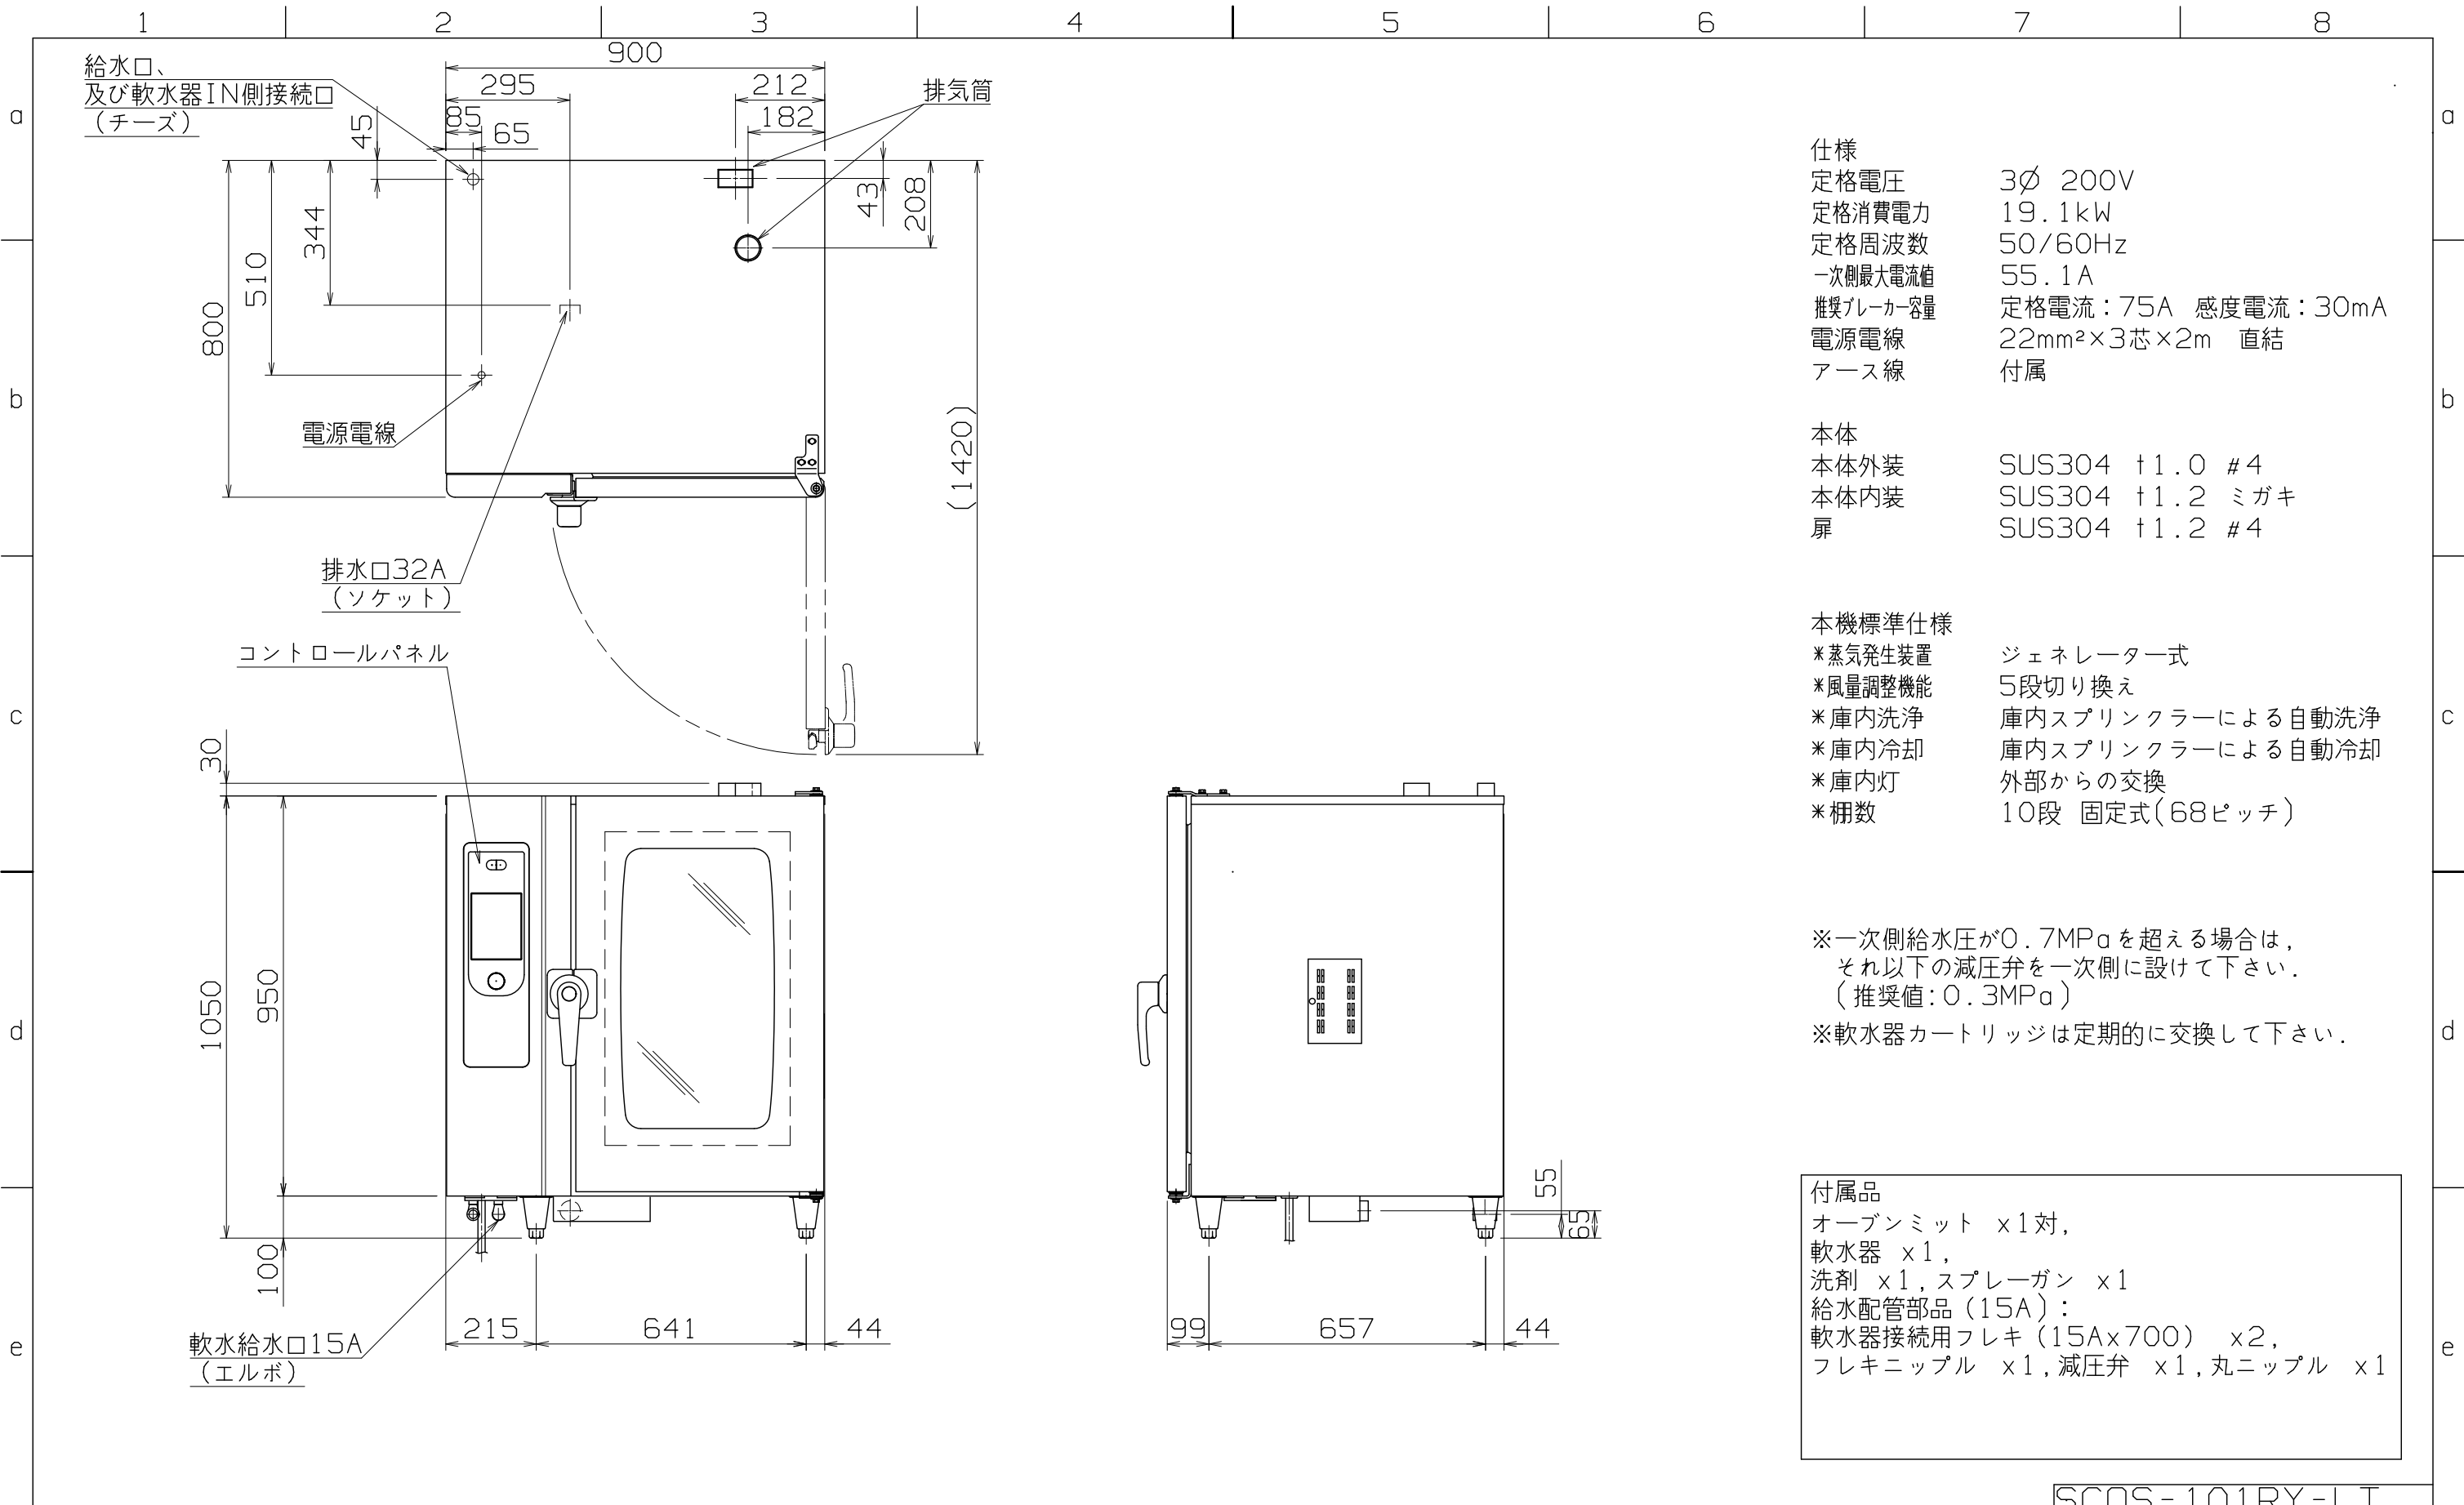 1 2 3 4 5 6 7 8
a a
b b
c c
d d
e e
給水口、
及び軟水器IN側接続口
(チーズ)
900
295
212
85
65
182
45
排気筒
344
510
800
43
208
(1420)
電源電線
排水口32A
(ソケット)
コントロールパネル
30
1050
950
100
軟水給水口15A
(エルボ)
215
641
44
55
65
99
657
44
仕様
定格電圧 3Ø 200V
定格消費電力 19.1kW
定格周波数 50/60Hz
一次側最大電流値 55.1A
推奨ブレーカー容量 定格電流:75A 感度電流:30mA
電源電線 22mm²×3芯×2m 直結
アース線 付属
本体
本体外装 SUS304 t1.0 #4
本体内装 SUS304 t1.2 ミガキ
扉 SUS304 t1.2 #4
本機標準仕様
*蒸気発生装置 ジェネレーター式
*風量調整機能 5段切り換え
*庫内洗浄 庫内スプリンクラーによる自動洗浄
*庫内冷却 庫内スプリンクラーによる自動冷却
*庫内灯 外部からの交換
*棚数 10段 固定式(68ピッチ)
※一次側給水圧が0.7MPaを超える場合は,
それ以下の減圧弁を一次側に設けて下さい.
(推奨値:0.3MPa)
※軟水器カートリッジは定期的に交換して下さい.
付属品
オーブンミット x1対,
軟水器 x1,
洗剤 x1,スプレーガン x1
給水配管部品(15A):
軟水器接続用フレキ(15Ax700) x2,
フレキニップル x1,減圧弁 x1,丸ニップル x1
SCOS-101RY-LT